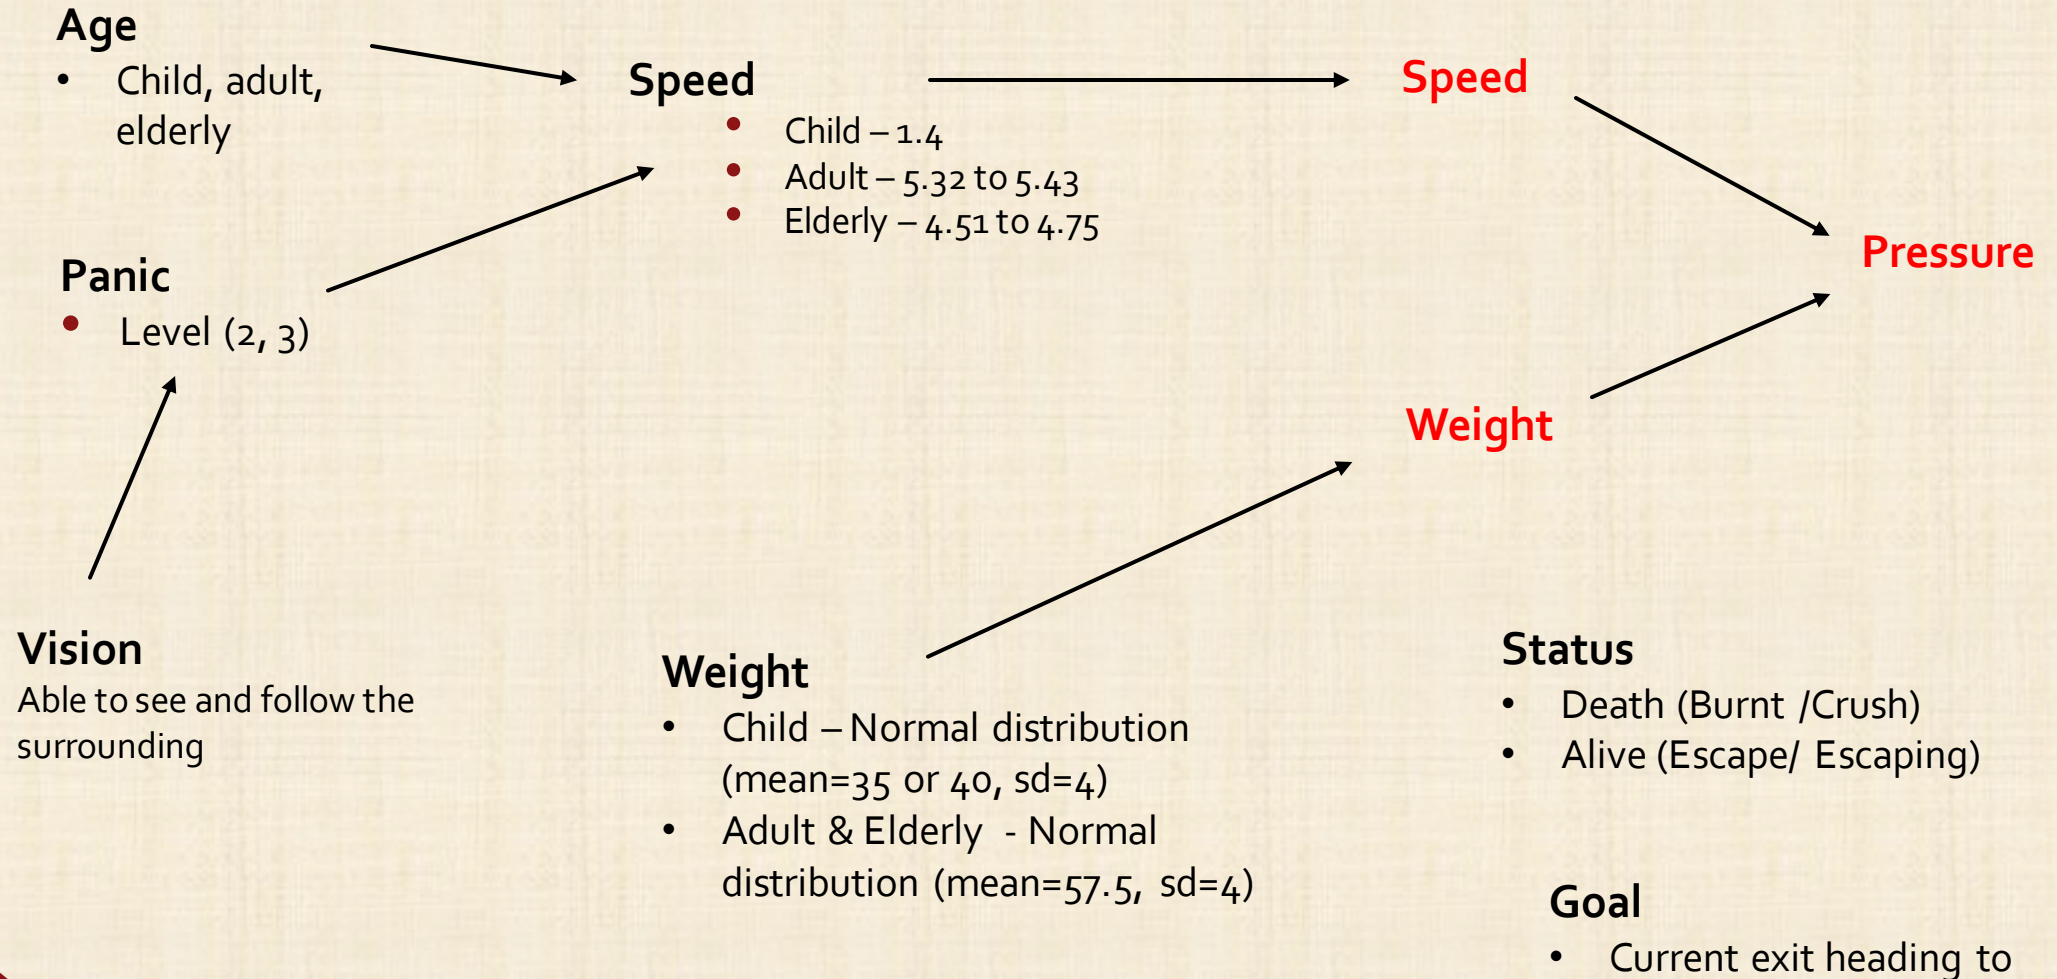 Age
• Child, adult,
elderly
Speed
• Child – 1.4
• Adult – 5.32 to 5.43
• Elderly – 4.51 to 4.75
Speed
Pressure
Panic
• Level (2, 3)
Weight
Vision
Able to see and follow the
surrounding
Weight
• Child – Normal distribution
(mean=35 or 40, sd=4)
• Adult & Elderly - Normal
distribution (mean=57.5, sd=4)
Status
• Death (Burnt /Crush)
• Alive (Escape/ Escaping)
Goal
• Current exit heading to